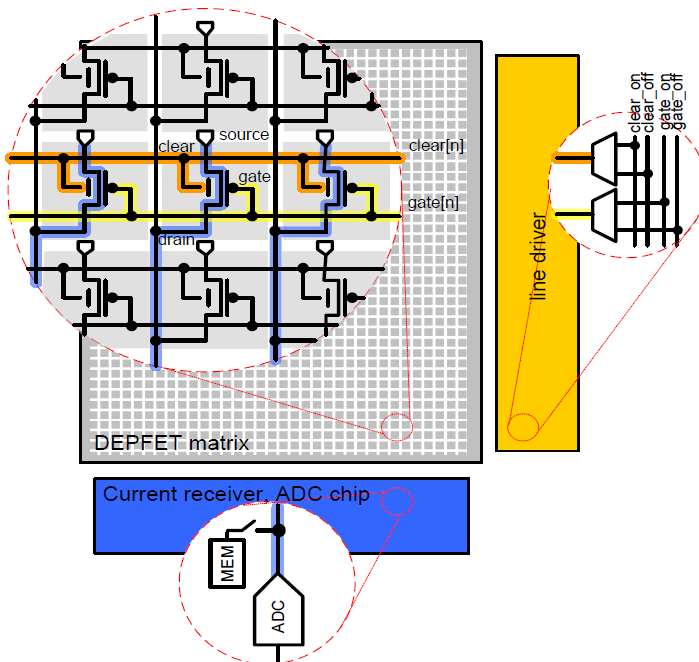 clear_on
clear_off
gate_on
gate_off
source
clear
clear[n]
gate
gate[n]
drain
line driver
DEPFET matrix
Current receiver, ADC chip
MEM
ADC